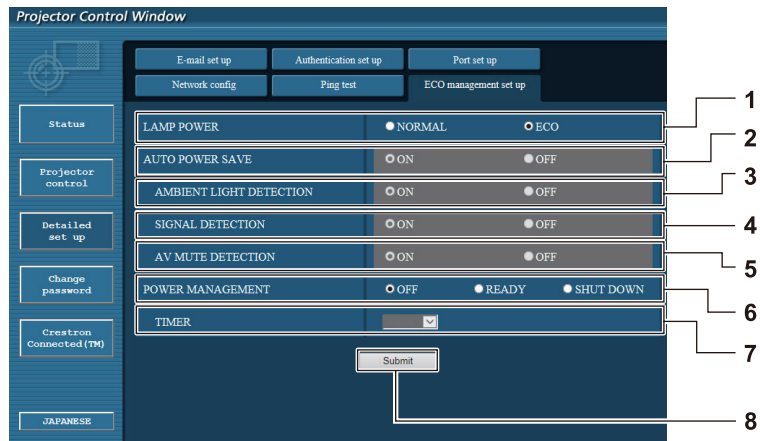 Projector Control Window
E-mail set up Authentication set up Port set up
Network config Ping test ECO management set up
Status
Projector
control
Detailed
set up
Change
password
Crestron
Connected(TM)
JAPANESE
LAMP POWER NORMAL ECO 1
AUTO POWER SAVE ON OFF 2
AMBIENT LIGHT DETECTION ON OFF 3
SIGNAL DETECTION ON OFF 4
AV MUTE DETECTION ON OFF 5
POWER MANAGEMENT OFF READY SHUT DOWN 6
TIMER 7
Submit 8